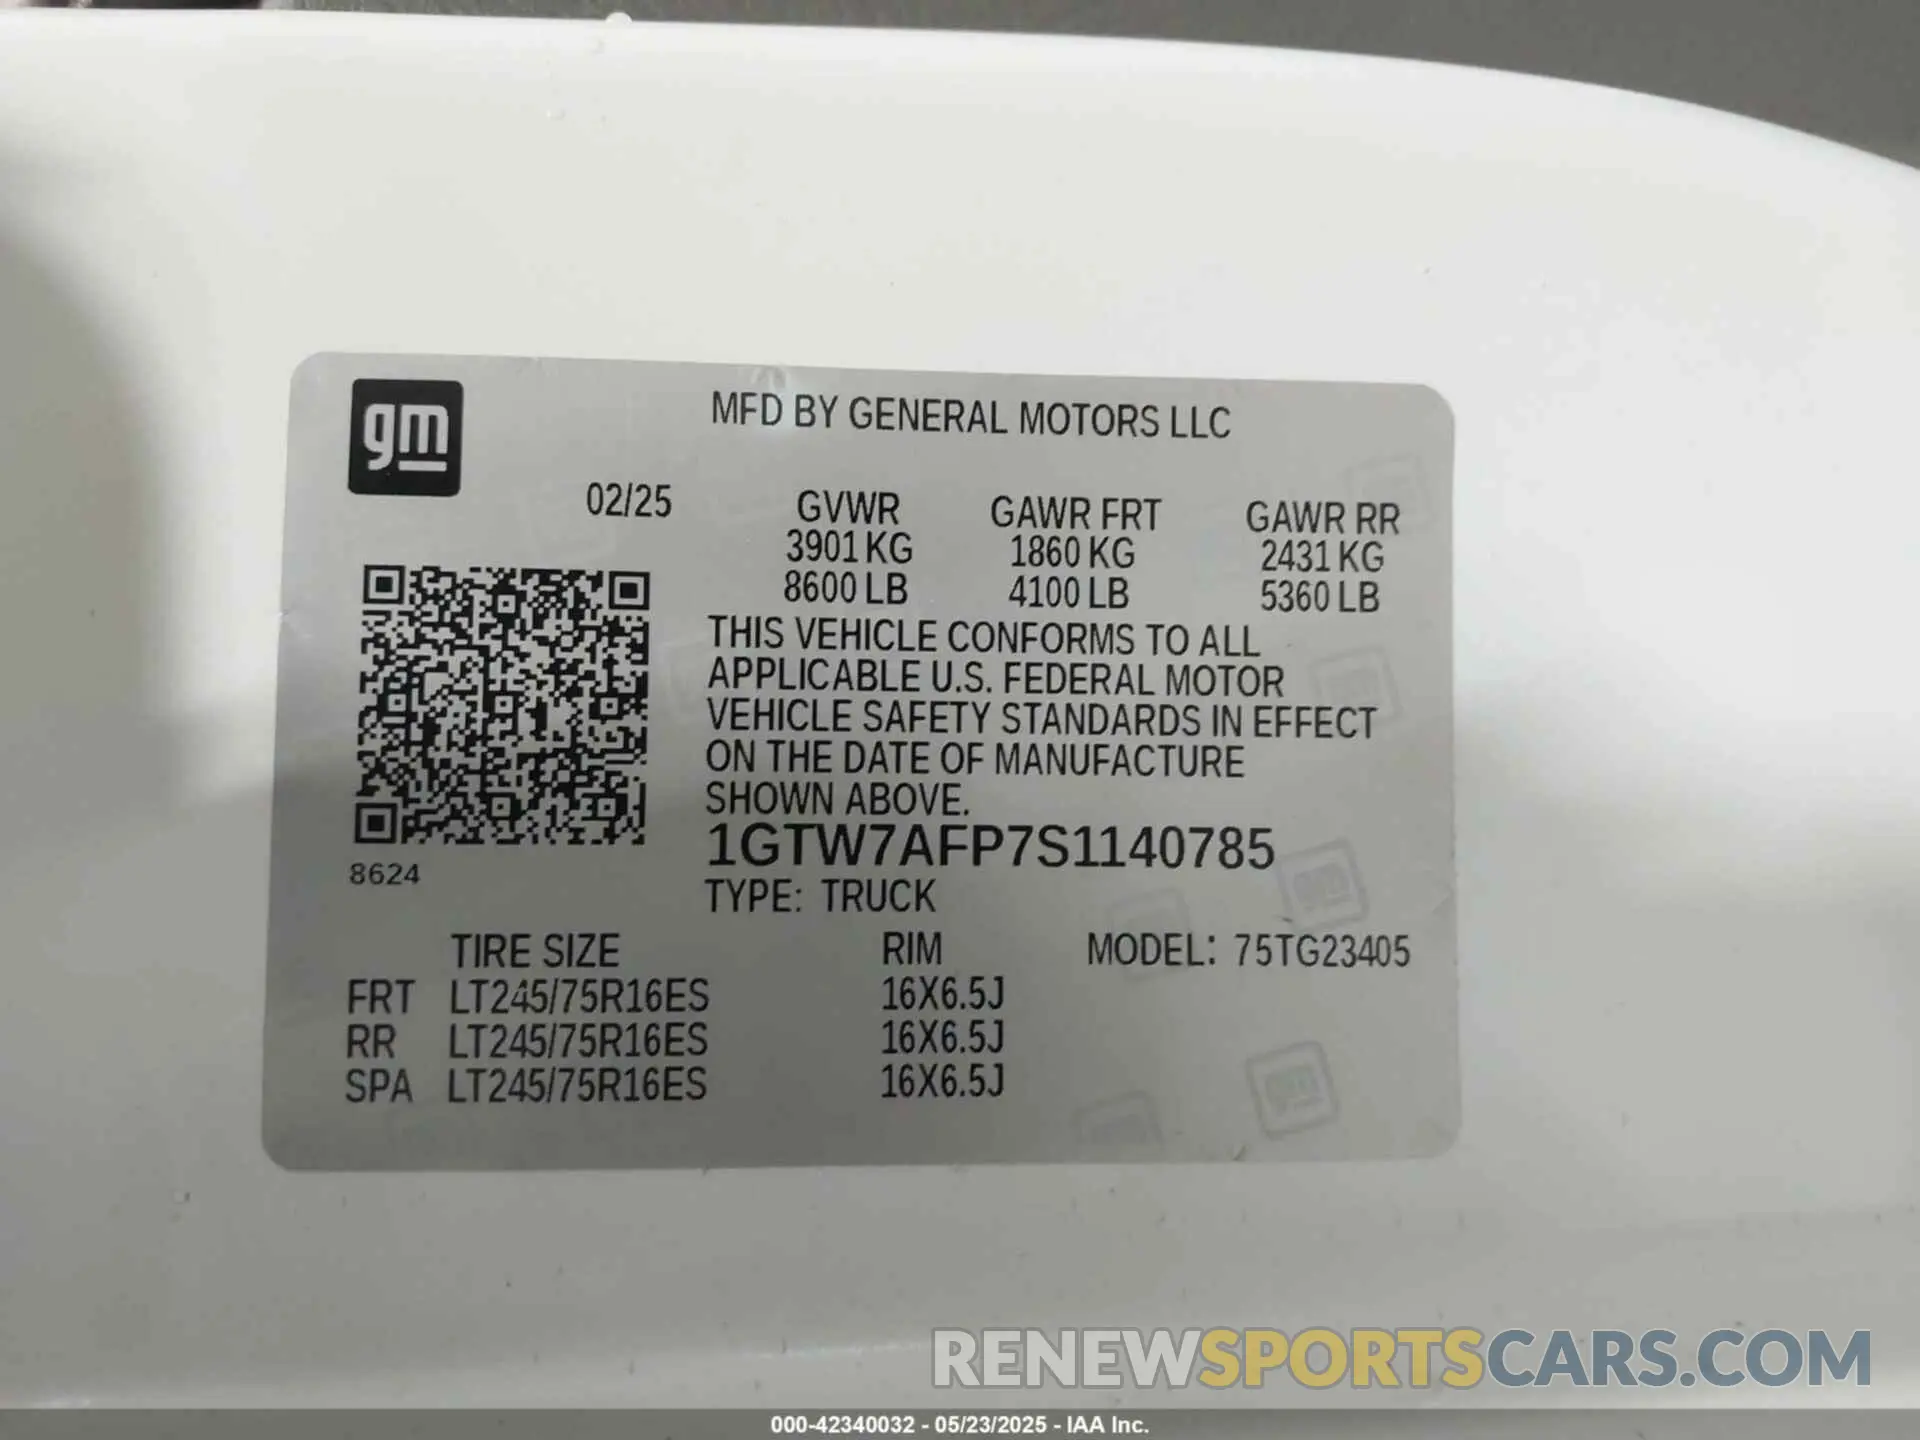 gm
MFD BY GENERAL MOTORS LLC
02/25
GVWR GAWR FRT GAWR RR
3901 KG 1860 KG 2431 KG
8600 LB 4100 LB 5360 LB
THIS VEHICLE CONFORMS TO ALL
APPLICABLE U.S. FEDERAL MOTOR
VEHICLE SAFETY STANDARDS IN EFFECT
ON THE DATE OF MANUFACTURE
SHOWN ABOVE.
1GTW7AFP7S1140785
8624
TYPE: TRUCK
TIRE SIZE RIM MODEL: 75TG23405
FRT LT245/75R16ES 16X6.5J
RR LT245/75R16ES 16X6.5J
SPA LT245/75R16ES 16X6.5J
RENEWSPORTSCARS.COM
000-42340032 - 05/23/2025 - IAA Inc.